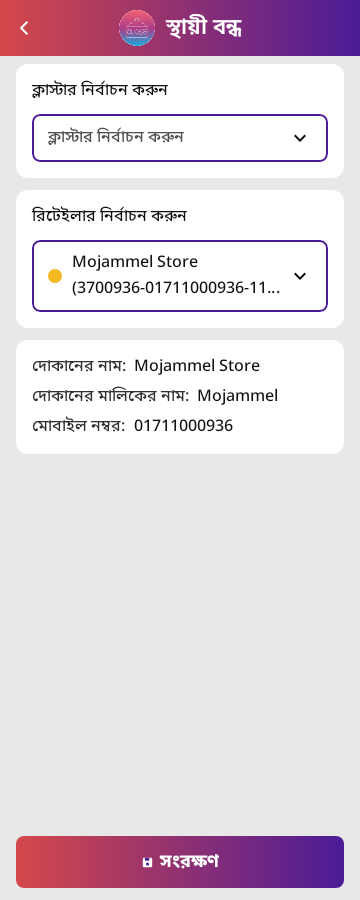 CLOSE
স্থায়ী বন্ধ
ক্লাস্টার নির্বাচন করুন
ক্লাস্টার নির্বাচন করুন
রিটেইলার নির্বাচন করুন
Mojammel Store
(3700936-01711000936-11...
দোকানের নাম: Mojammel Store
দোকানের মালিকের নাম: Mojammel
মোবাইল নম্বর: 01711000936
সংরক্ষণ